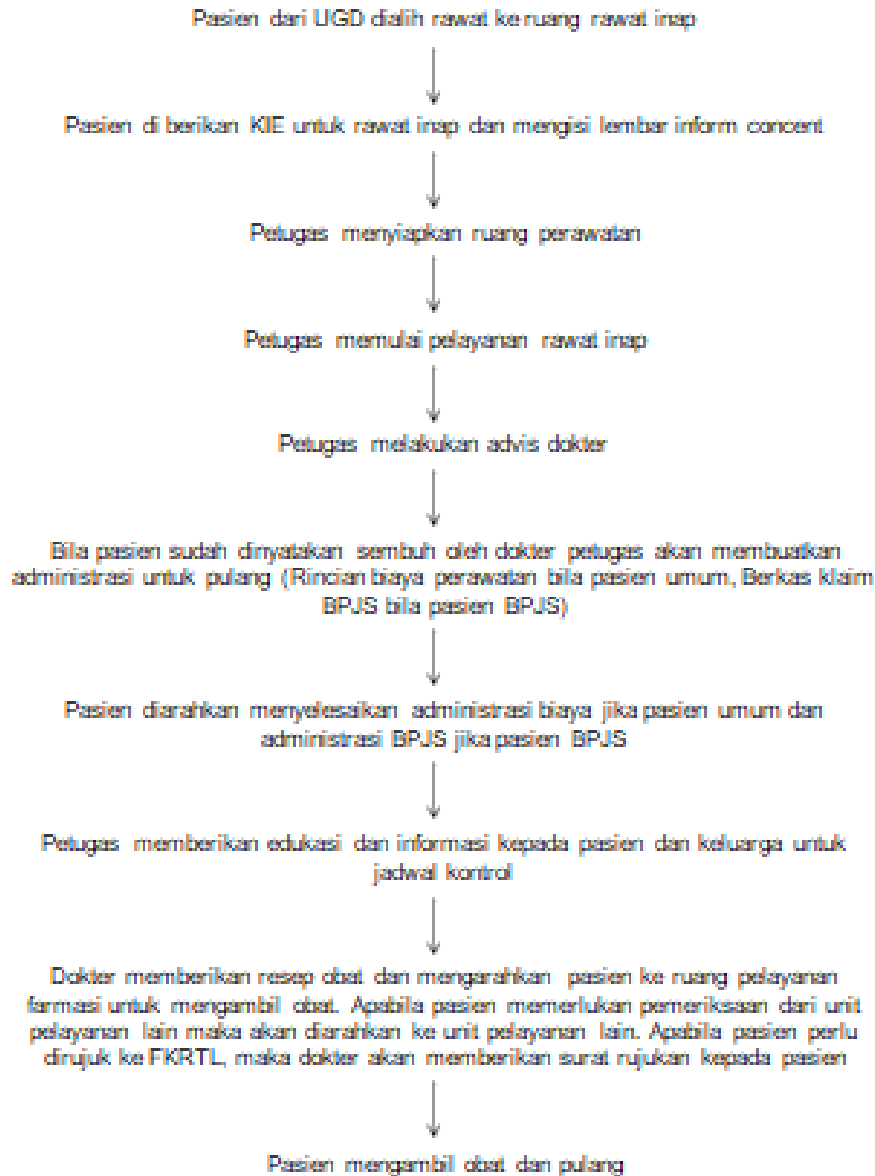 Pasien dari UGD dialih rawat ke ruang rawat inap
Pasien di berikan KIE untuk rawat inap dan mengisi lembar inform concent
Petugas menyiapkan ruang perawatan
Petugas memulai pelayanan rawat inap
Petugas melakukan advis dokter
Bila pasien sudah dinyatakan sembuh oleh dokter petugas akan membuatkan
administrasi untuk pulang (Rincian biaya perawatan bila pasien umum, Berkas klaim
BPJS bila pasien BPJS)
Pasien diarahkan menyelesaikan administrasi biaya jika pasien umum dan
administrasi BPJS jika pasien BPJS
Petugas memberikan edukasi dan informasi kepada pasien dan keluarga untuk
jadwal kontrol
Dokter memberikan resep obat dan mengarahkan pasien ke ruang pelayanan
farmasi untuk mengambil obat. Apabila pasien memerlukan pemeriksaan dari unit
pelayanan lain maka akan diarahkan ke unit pelayanan lain. Apabila pasien perlu
dirujuk ke FKRTL, maka dokter akan memberikan surat rujukan kepada pasien
Pasien mengambil obat dan pulang